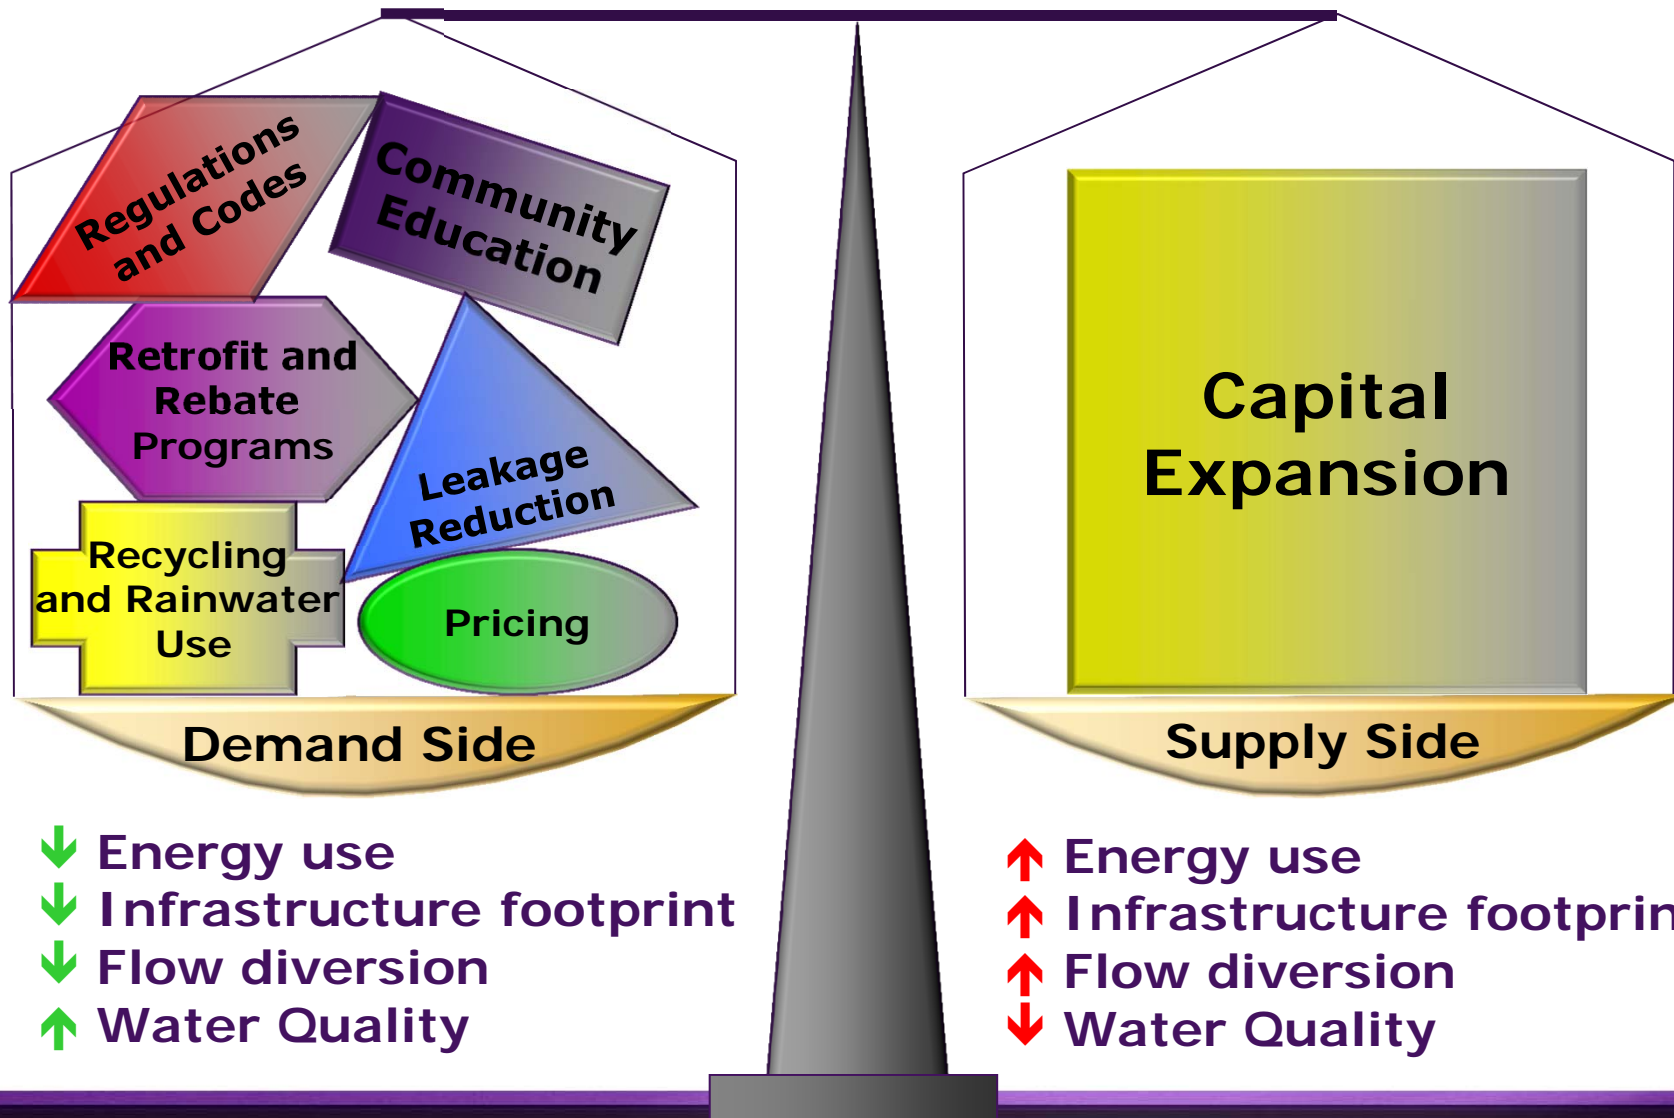 Regulations
and Codes
Community
Education
Retrofit and
Rebate
Programs
Leakage
Reduction
Recycling
and Rainwater
Use
Pricing
Demand Side
Capital
Expansion
Supply Side
↓ Energy use
↓ Infrastructure footprint
↓ Flow diversion
↑ Water Quality
↑ Energy use
↑ Infrastructure footprin
↑ Flow diversion
↓ Water Quality